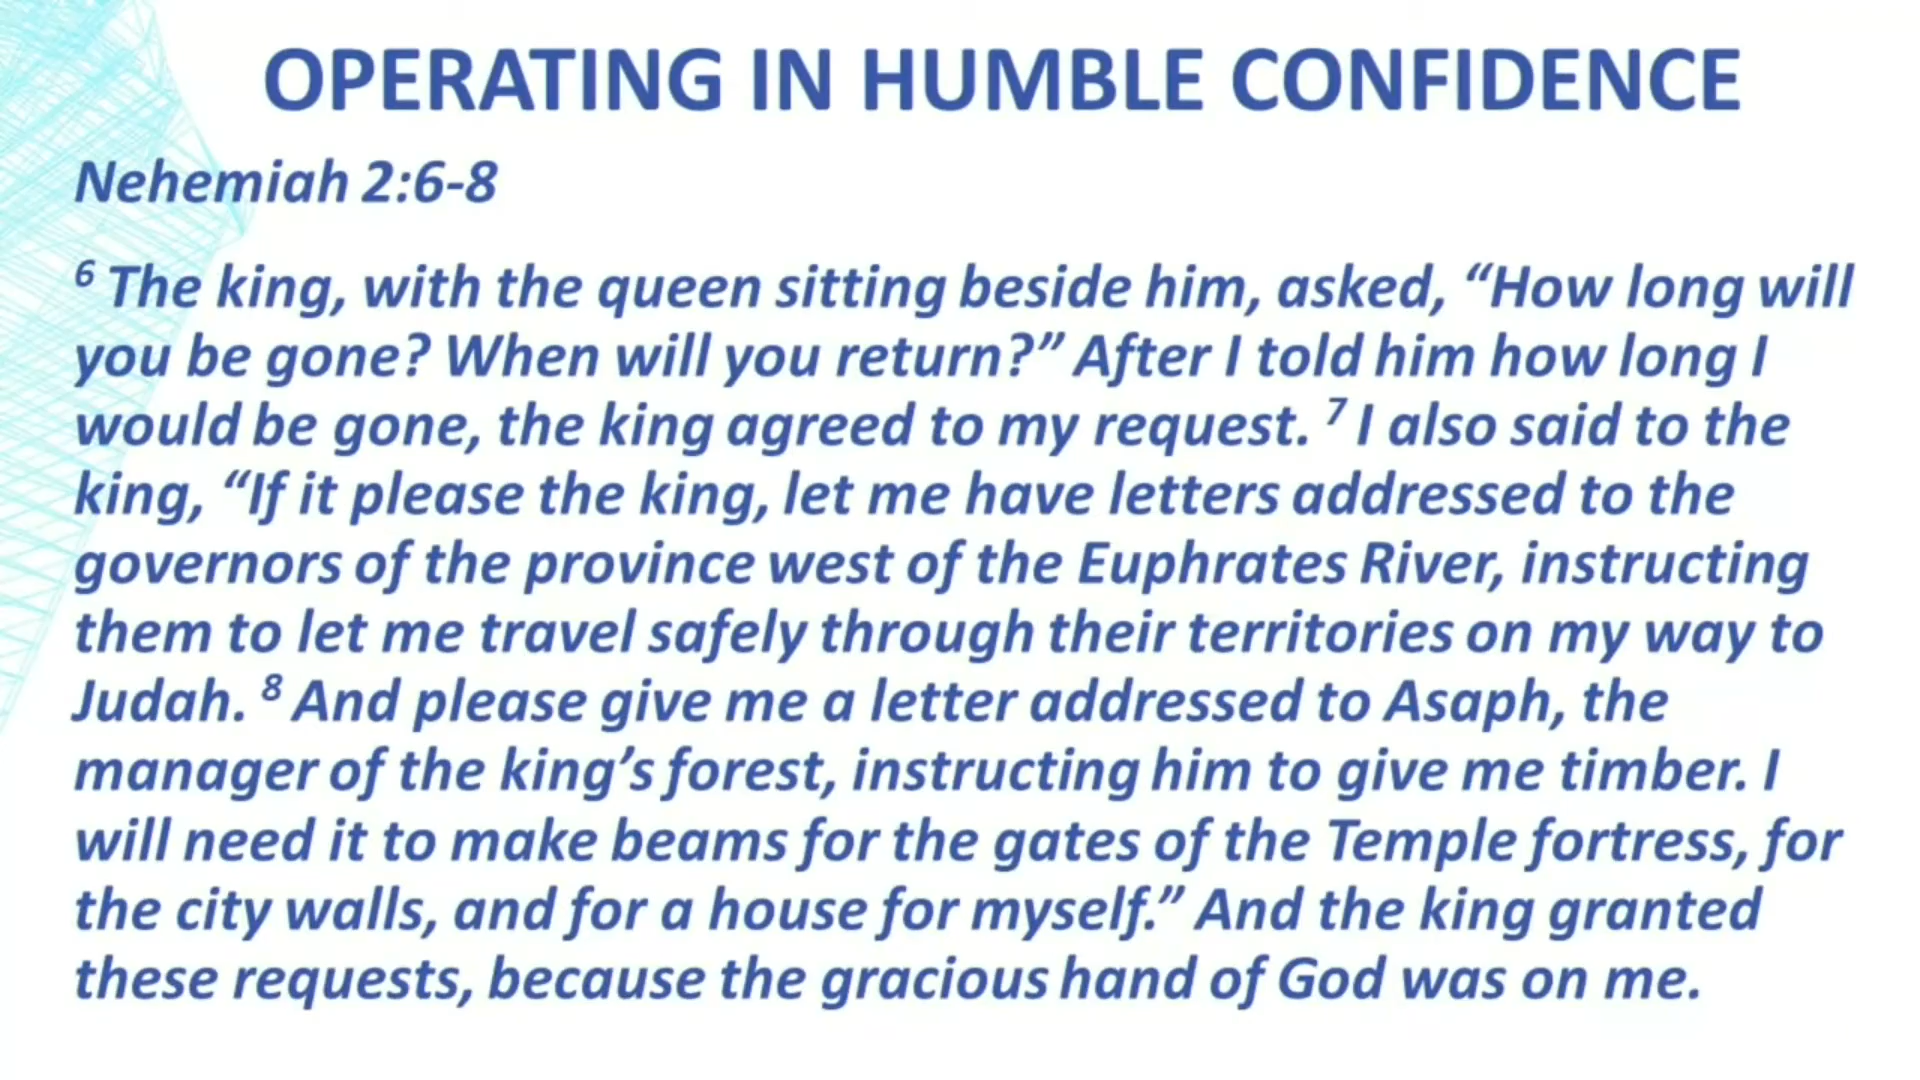 OPERATING IN HUMBLE CONFIDENCE
Nehemiah 2:6-8
6 The king, with the queen sitting beside him, asked, “How long will
you be gone? When will you return?” After I told him how long I
would be gone, the king agreed to my request. 7 I also said to the
king, “If it please the king, let me have letters addressed to the
governors of the province west of the Euphrates River, instructing
them to let me travel safely through their territories on my way to
Judah. 8 And please give me a letter addressed to Asaph, the
manager of the king’s forest, instructing him to give me timber. I
will need it to make beams for the gates of the Temple fortress, for
the city walls, and for a house for myself.” And the king granted
these requests, because the gracious hand of God was on me.